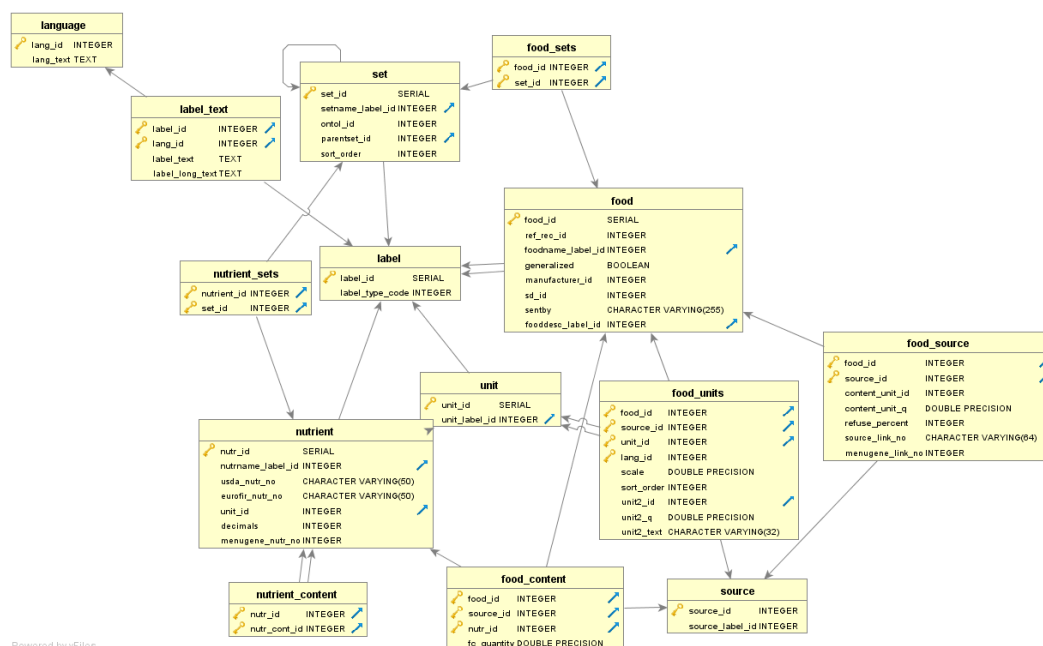 language
lang_id INTEGER
lang_text TEXT
food_sets
food_id INTEGER
set_id INTEGER
set
set_id SERIAL
setname_label_id INTEGER
ontol_id INTEGER
parentset_id INTEGER
sort_order INTEGER
label_text
label_id INTEGER
lang_id INTEGER
label_text TEXT
label_long_text TEXT
food
food_id SERIAL
ref_rec_id INTEGER
foodname_label_id INTEGER
generalized BOOLEAN
manufacturer_id INTEGER
sd_id INTEGER
sentby CHARACTER VARYING(255)
fooddesc_label_id INTEGER
label
label_id SERIAL
label_type_code INTEGER
nutrient_sets
nutrient_id INTEGER
set_id INTEGER
food_source
food_id INTEGER
source_id INTEGER
content_unit_id INTEGER
content_unit_q DOUBLE PRECISION
refuse_percent INTEGER
source_link_no CHARACTER VARYING(64)
menugene_link_no INTEGER
unit
unit_id SERIAL
unit_label_id INTEGER
food_units
food_id INTEGER
source_id INTEGER
unit_id INTEGER
lang_id INTEGER
scale DOUBLE PRECISION
sort_order INTEGER
unit2_id INTEGER
unit2_q DOUBLE PRECISION
unit2_text CHARACTER VARYING(32)
nutrient
nutr_id SERIAL
nutrname_label_id INTEGER
usda_nutr_no CHARACTER VARYING(50)
eurofir_nutr_no CHARACTER VARYING(50)
unit_id INTEGER
decimals INTEGER
menugene_nutr_no INTEGER
nutrient_content
nutr_id INTEGER
nutr_cont_id INTEGER
food_content
food_id INTEGER
source_id INTEGER
nutr_id INTEGER
fc_quantity DOUBLE PRECISION
source
source_id INTEGER
source_label_id INTEGER
Powered by yFiles